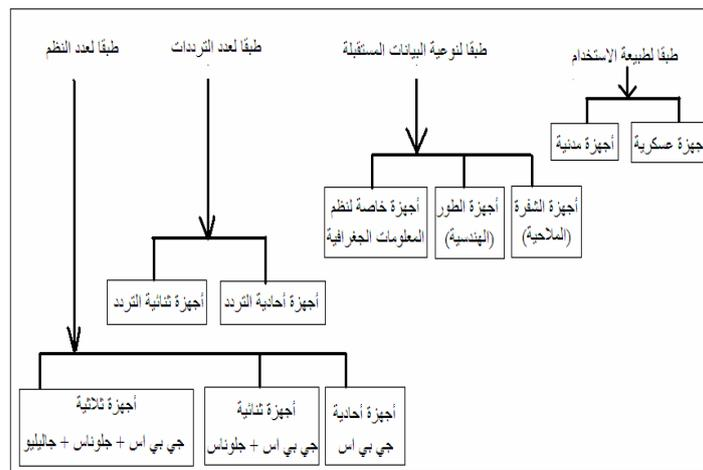 طبقا لطبيعة الاستخدام
طبقا لنوعية البيانات المستقبلة
طبقا لعدد الترددات
طبقا لعدد النظم
جهزة عسكرية
أجهزة مدنية
أجهزة الشفرة
(الملاحية)
أجهزة الطور
(الهندسية)
أجهزة خاصة لنظم
المعلومات الجغرافية
أجهزة أحادية التردد
أجهزة ثنائية التردد
أجهزة أحادية
جي بي اس
أجهزة ثنائية
جي بي اس + جلوناس
أجهزة ثلاثية
جي بي اس + جلوناس + جاليليو